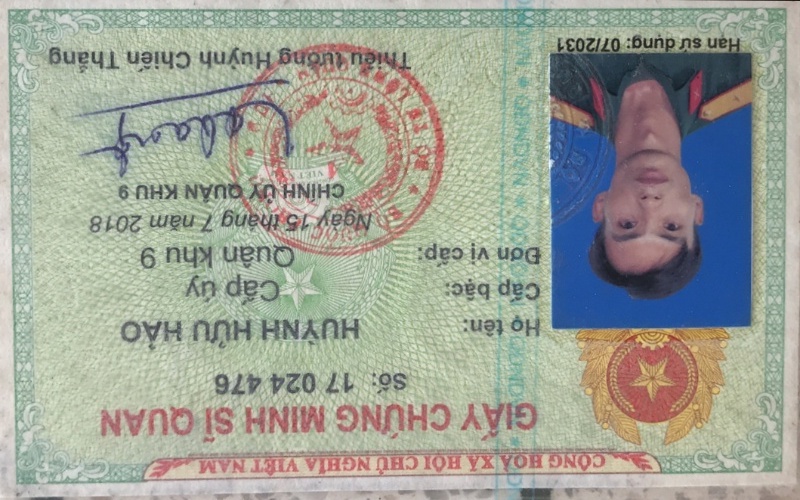 CỘNG HOÀ XÃ HỘI CHỦ NGHĨA VIỆT NAM
GIẤY CHỨNG MINH SĨ QUAN
Số: 17 024 476
Họ tên: HUỲNH HỮU HÀO
Cấp bậc: Cấp úy
Đơn vị cấp: Quân khu 9
Ngày 15 tháng 7 năm 2018
CHÍNH ỦY QUÂN KHU 9
Thiếu tướng Huỳnh Chiến Thắng
Hạn sử dụng: 07/2031